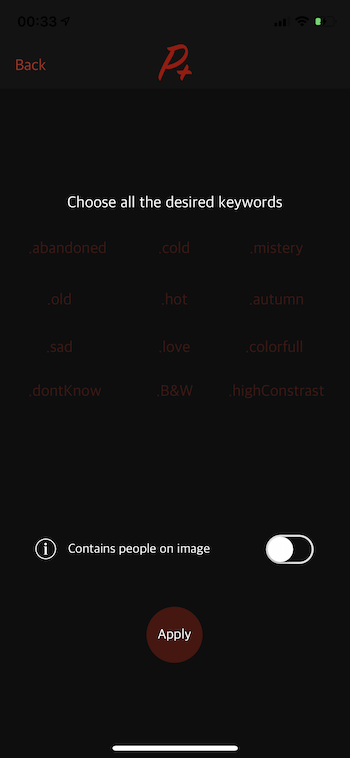 00:33
Back
P+
Choose all the desired keywords
.abandoned .cold .mistery
.old .hot .autumn
.sad .love .colorfull
.dontKnow .B&W .highConstrast
Contains people on image
Apply